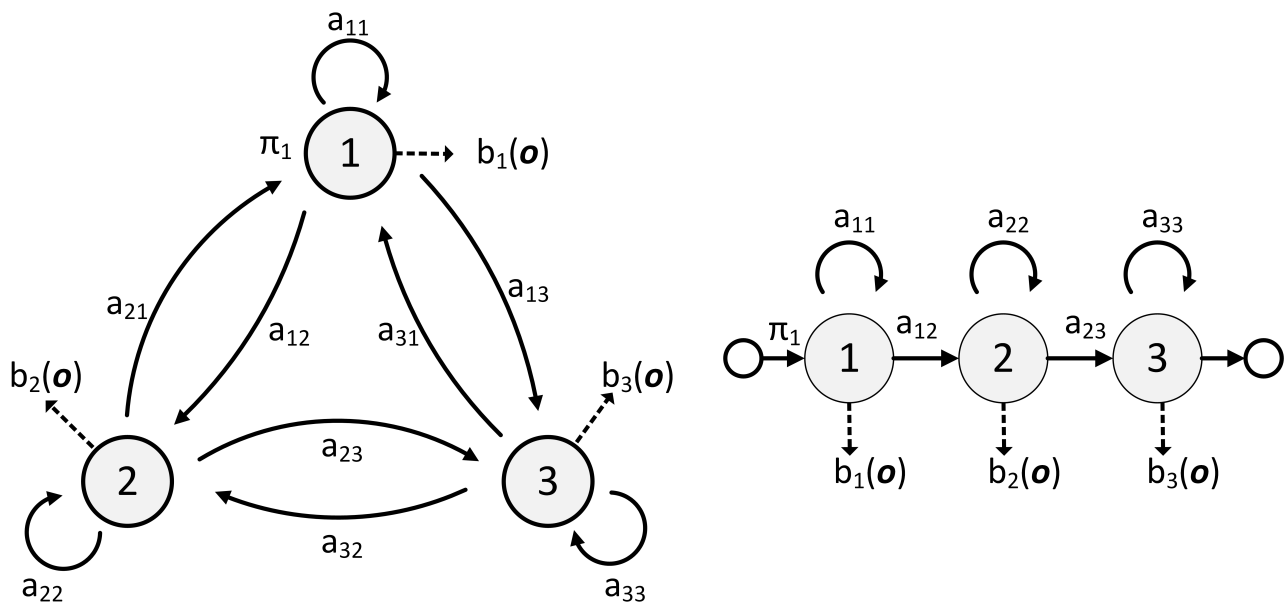 a₁₁
π₁
1
b₁(o)
a₂₁
a₁₂
a₃₁
a₁₃
b₂(o)
b₃(o)
2
a₂₃
3
a₃₂
a₂₂
a₃₃
a₁₁
a₂₂
a₃₃
π₁
1
a₁₂
2
a₂₃
3
b₁(o)
b₂(o)
b₃(o)